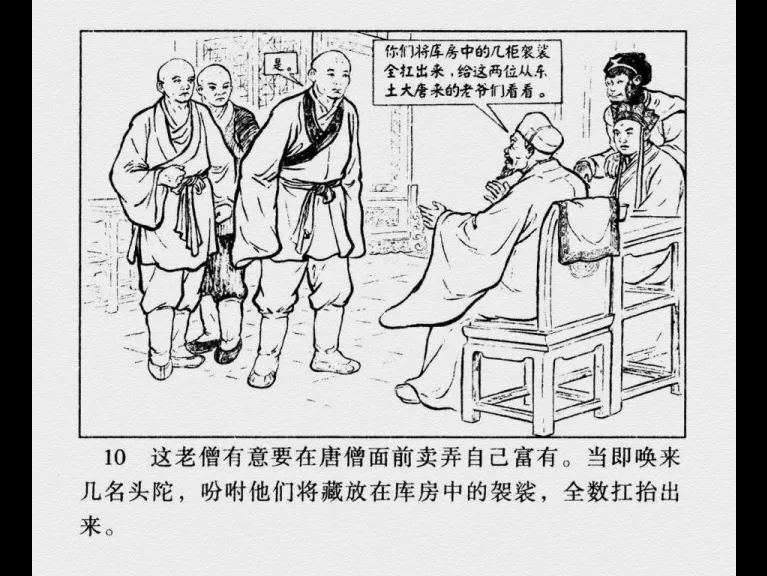 你们将库房中的几柜袈裟
全扛出来，给这两位从东
土大唐来的老爷们看看。
是。
10 这老僧有意要在唐僧面前卖弄自己富有。当即唤来
几名头陀，吩咐他们将藏放在库房中的袈裟，全数扛抬出
来。